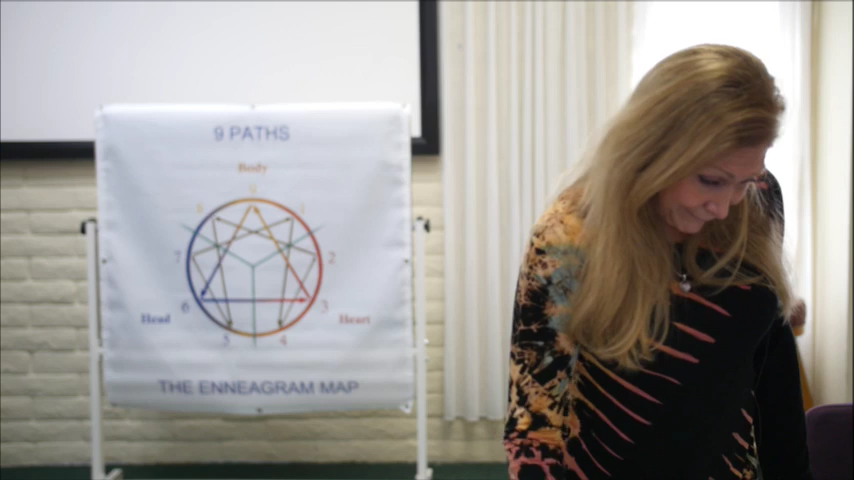 9 PATHS
Body
9
8 1
7 2
6 3
Head Heart
5 4
THE ENNEAGRAM MAP